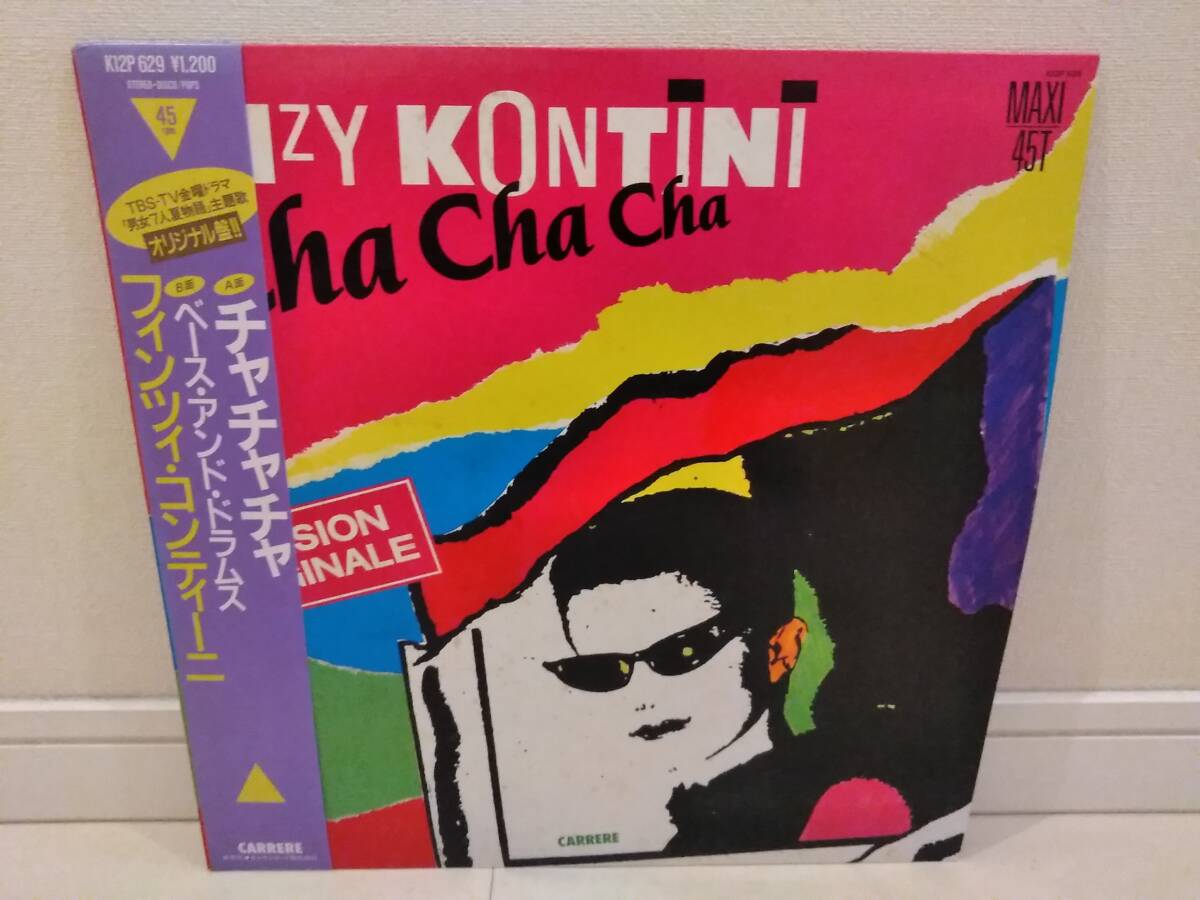 K12P 629 ¥1,200
STEREO-DISCO/POPS
45
TBS-TV金曜ドラマ
「男女7人夏物語」主題歌
オリジナル盤!!
A面
チャチャチャ
B面
ベース・アンド・ドラムス
フィンツィ・コンティーニ
CARRERE
ZY KONTINI
ha Cha Cha
MAXI
45T
SION
INALE
CARRERE